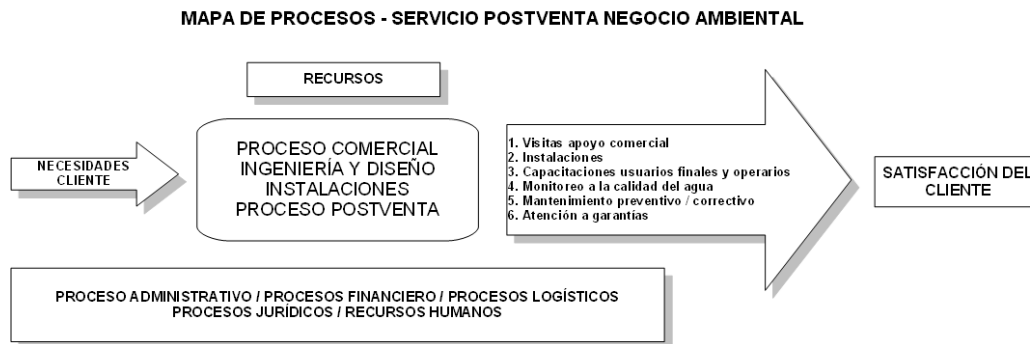 MAPA DE PROCESOS - SERVICIO POSTVENTA NEGOCIO AMBIENTAL
RECURSOS
NECESIDADES
CLIENTE
PROCESO COMERCIAL
INGENIERÍA Y DISEÑO
INSTALACIONES
PROCESO POSTVENTA
1. Visitas apoyo comercial
2. Instalaciones
3. Capacitaciones usuarios finales y operarios
4. Monitoreo a la calidad del agua
5. Mantenimiento preventivo / correctivo
6. Atención a garantías
SATISFACCIÓN DEL
CLIENTE
PROCESO ADMINISTRATIVO / PROCESOS FINANCIERO / PROCESOS LOGÍSTICOS
PROCESOS JURÍDICOS / RECURSOS HUMANOS